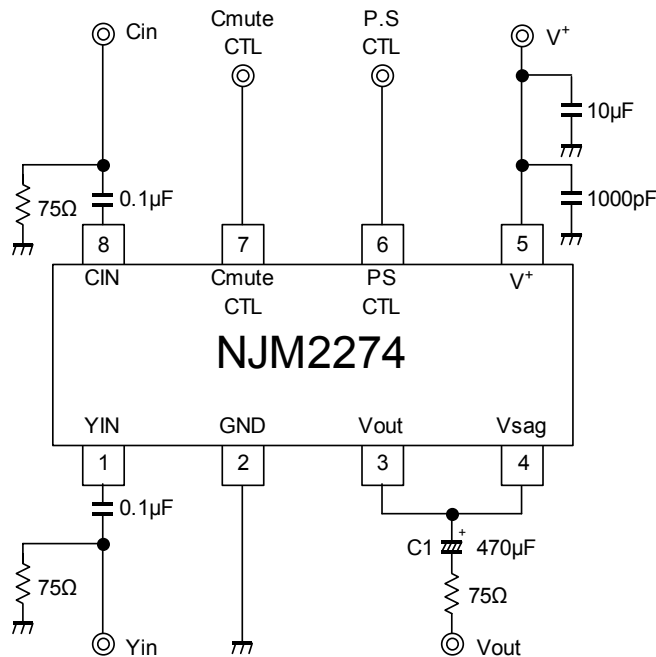 Cin
Cmute
CTL
P.S
CTL
V+
10µF
75Ω
0.1µF
1000pF
8
7
6
5
CIN
Cmute
CTL
PS
CTL
V+
NJM2274
YIN
GND
Vout
Vsag
1
2
3
4
0.1µF
+
C1
470µF
75Ω
75Ω
Yin
Vout